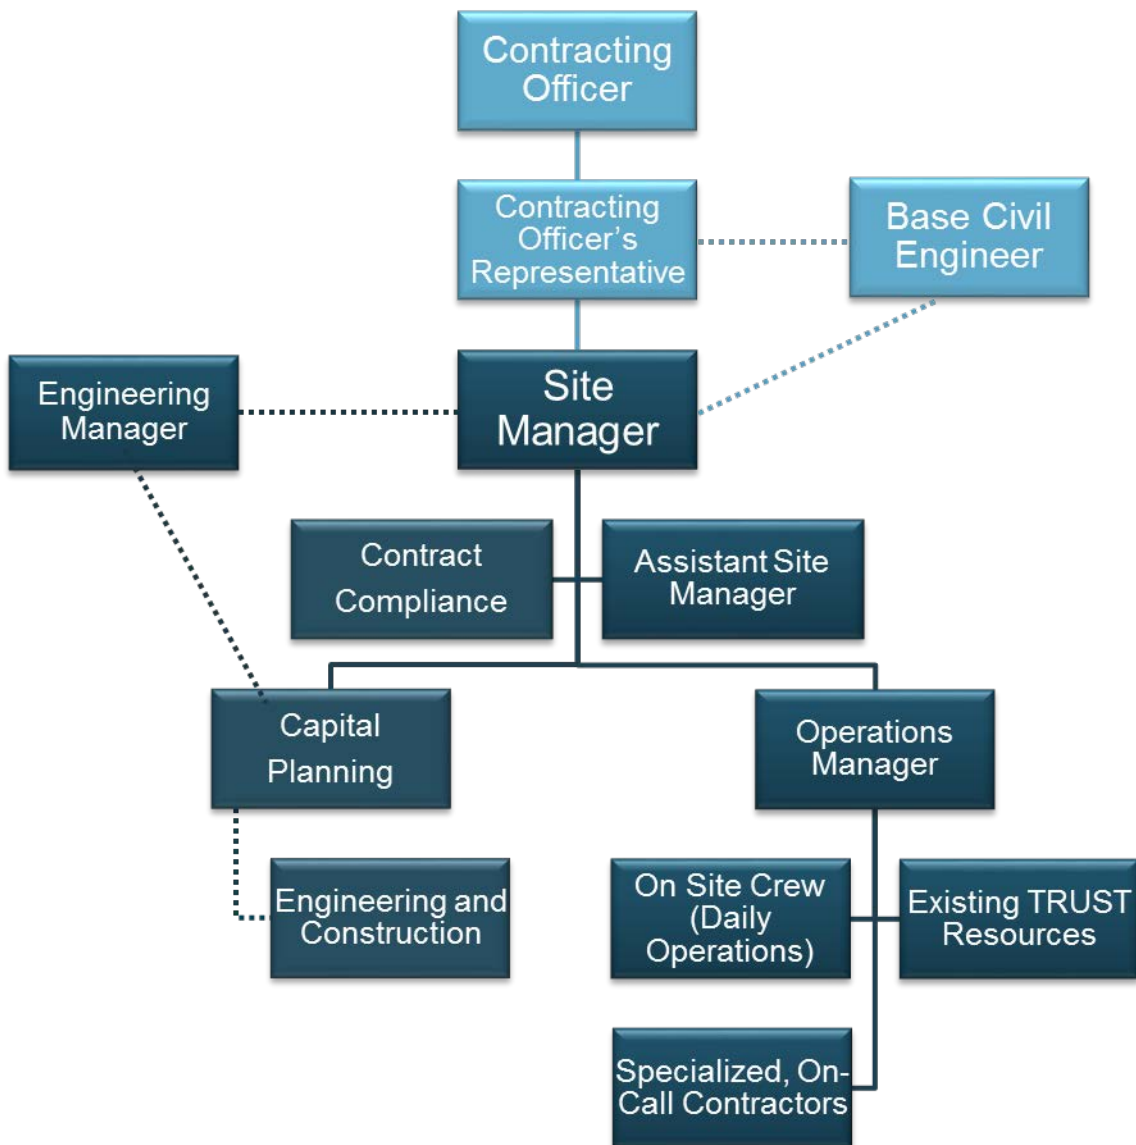 Contracting
Officer
Contracting
Officer's
Representative
Base Civil
Engineer
Engineering
Manager
Site
Manager
Contract
Compliance
Assistant Site
Manager
Capital
Planning
Operations
Manager
Engineering and
Construction
On Site Crew
(Daily
Operations)
Existing TRUST
Resources
Specialized, On-
Call Contractors